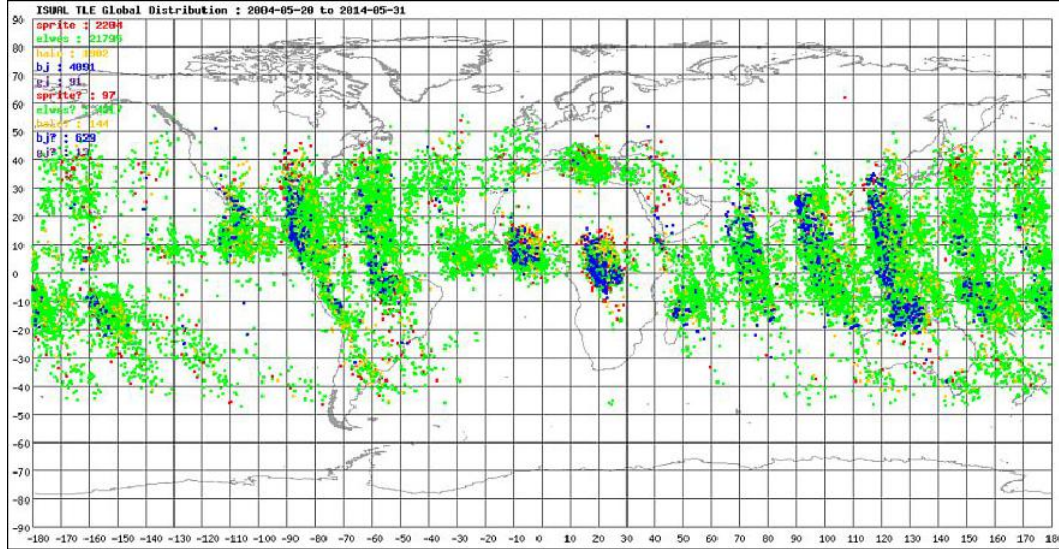 ISUAL TLE Global Distribution : 2004-05-20 to 2014-05-31
sprite : 2204
elves : 21795
halo :
bj : 4091
gj : 91
sprite? : 97
elves? :
halo? : 144
bj? : 629
gj? :
90
80
70
60
50
40
30
20
10
0
-10
-20
-30
-40
-50
-60
-70
-80
-90
-180 -170 -160 -150 -140 -130 -120 -110 -100 -90 -80 -70 -60 -50 -40 -30 -20 -10 0 10 20 30 40 50 60 70 80 90 100 110 120 130 140 150 160 170 180